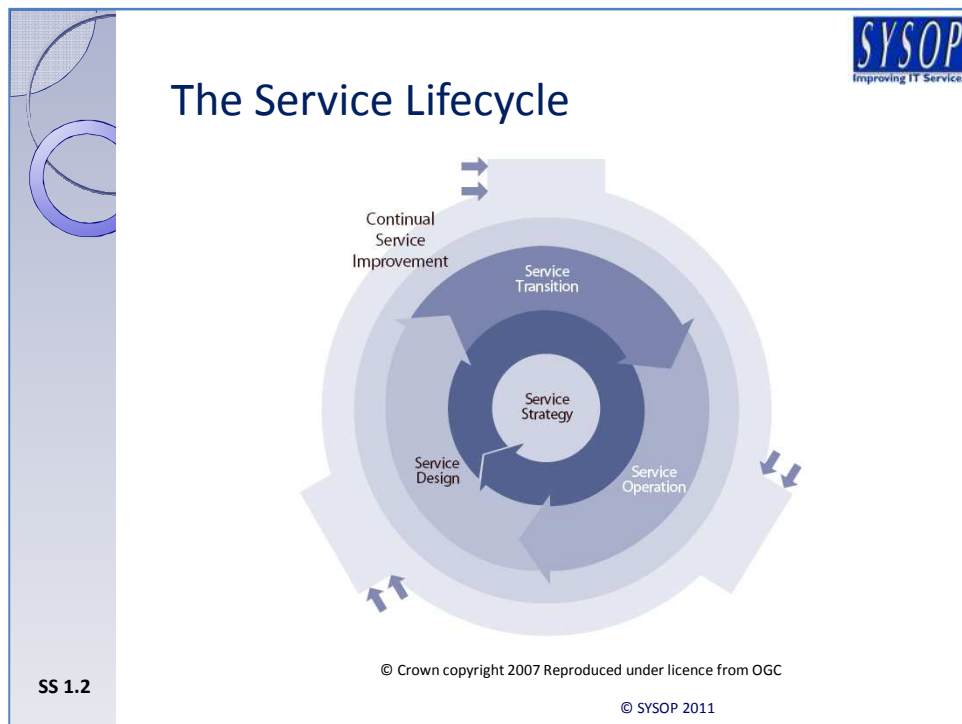 SYSOP
Improving IT Service
The Service Lifecycle
Continual
Service
Improvement
Service
Transition
Service
Strategy
Service
Design
Service
Operation
© Crown copyright 2007 Reproduced under licence from OGC
SS 1.2
© SYSOP 2011